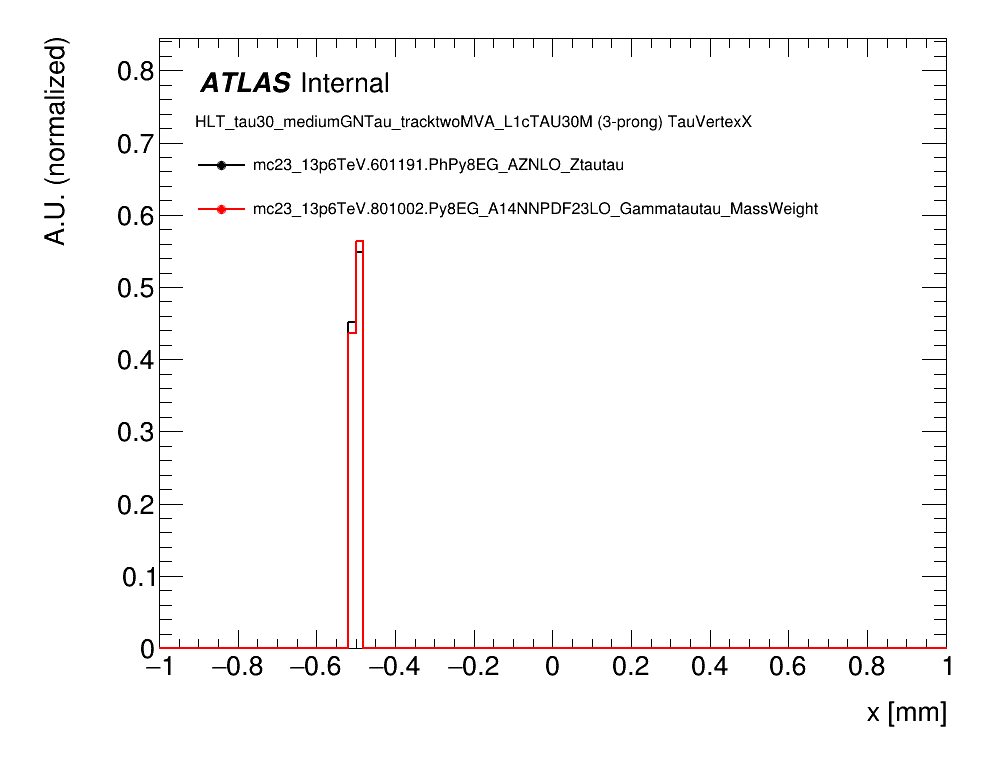 A.U. (normalized)
ATLAS Internal
HLT_tau30_mediumGNTau_tracktwoMVA_L1cTAU30M (3-prong) TauVertexX
mc23_13p6TeV.601191.PhPy8EG_AZNLO_Ztautau
mc23_13p6TeV.801002.Py8EG_A14NNPDF23LO_Gammatautau_MassWeight
0.8
0.7
0.6
0.5
0.4
0.3
0.2
0.1
0
−1 −0.8 −0.6 −0.4 −0.2 0 0.2 0.4 0.6 0.8 1
x [mm]